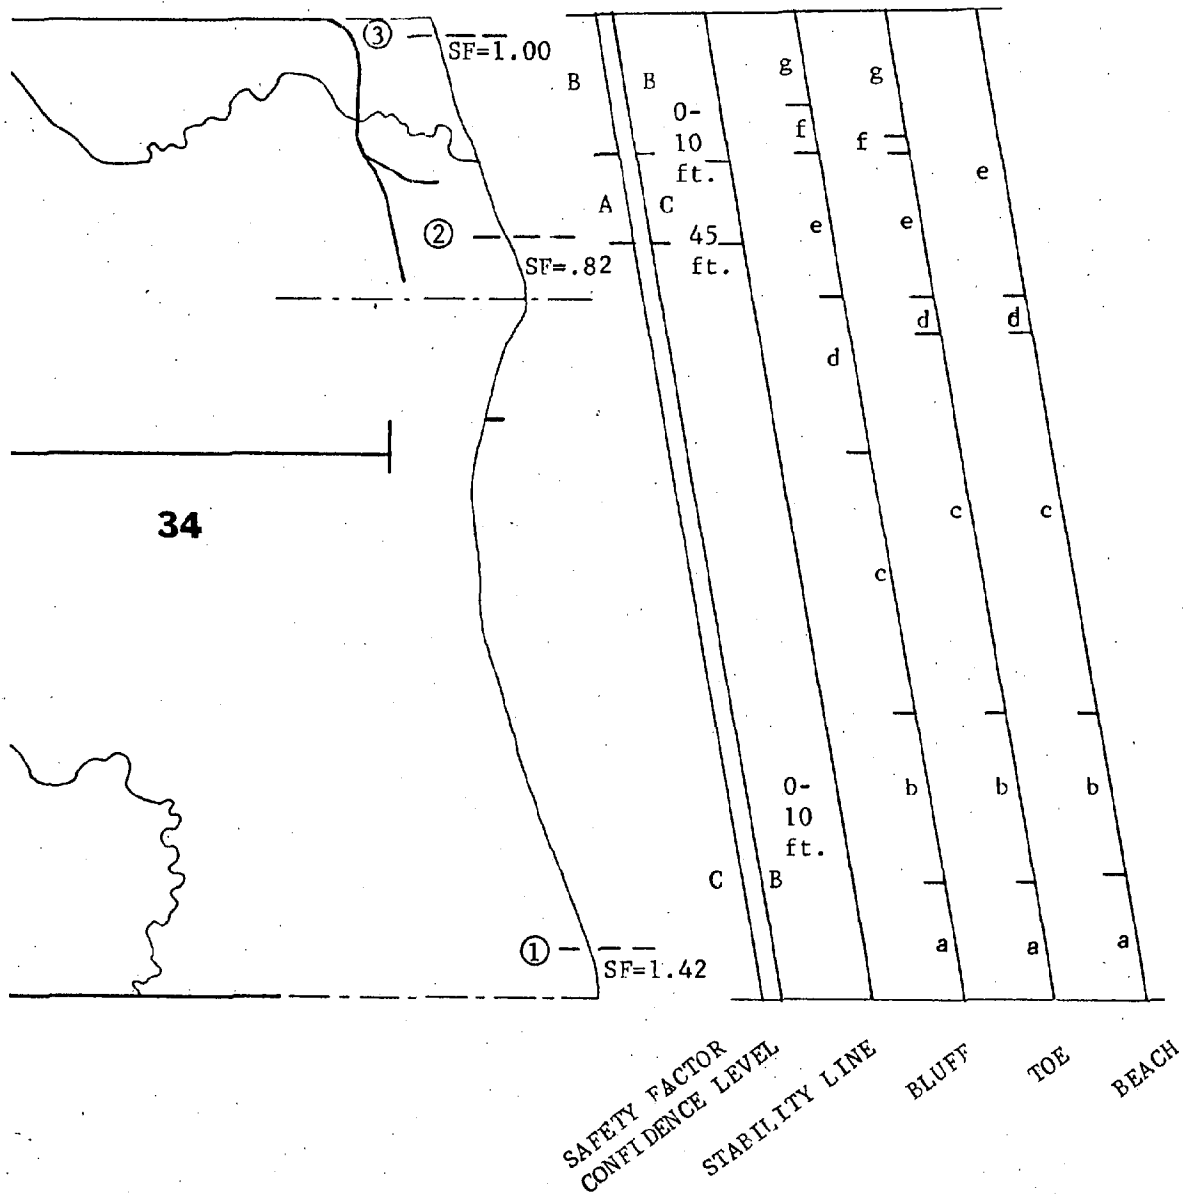 ③
SF=1.00
B
B
g
g
0-
10
ft.
f
f
e
A
C
②
45
ft.
e
e
SF=.82
d
d
d
34
c
c
c
0-
10
ft.
b
b
b
C
B
①
SF=1.42
a
a
a
SAFETY FACTOR
CONFIDENCE LEVEL
STABILITY LINE
BLUFF
TOE
BEACH